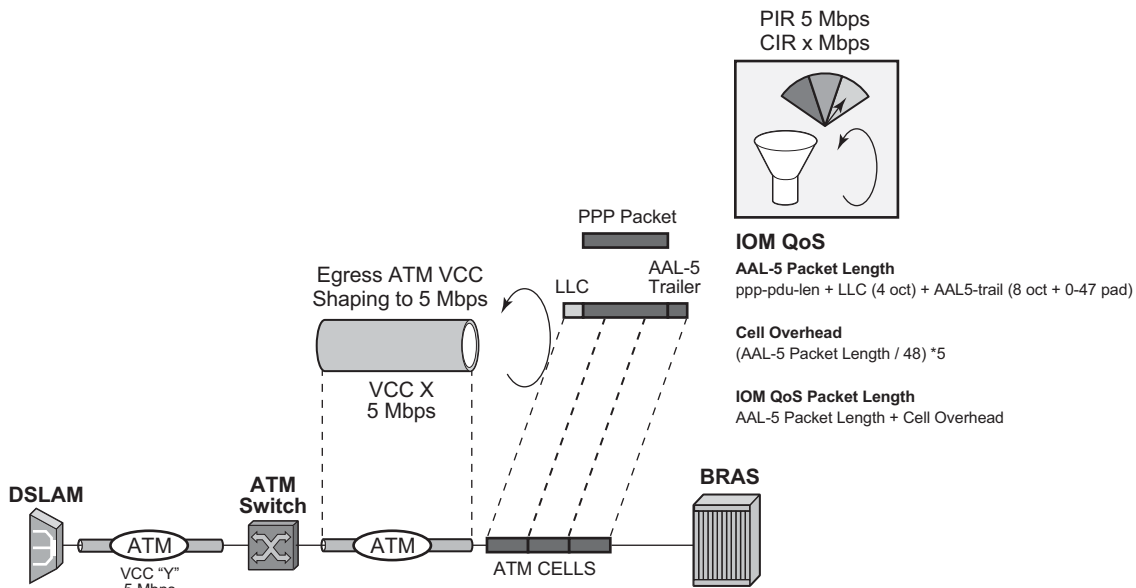 PIR 5 Mbps
CIR x Mbps
PPP Packet
IOM QoS
AAL-5 Packet Length
ppp-pdu-len + LLC (4 oct) + AAL5-trail (8 oct + 0-47 pad)
Cell Overhead
(AAL-5 Packet Length / 48) *5
IOM QoS Packet Length
AAL-5 Packet Length + Cell Overhead
Egress ATM VCC
Shaping to 5 Mbps
LLC
AAL-5
Trailer
VCC X
5 Mbps
DSLAM
ATM
Switch
BRAS
ATM
ATM
ATM CELLS
VCC “Y”
5 Mbps